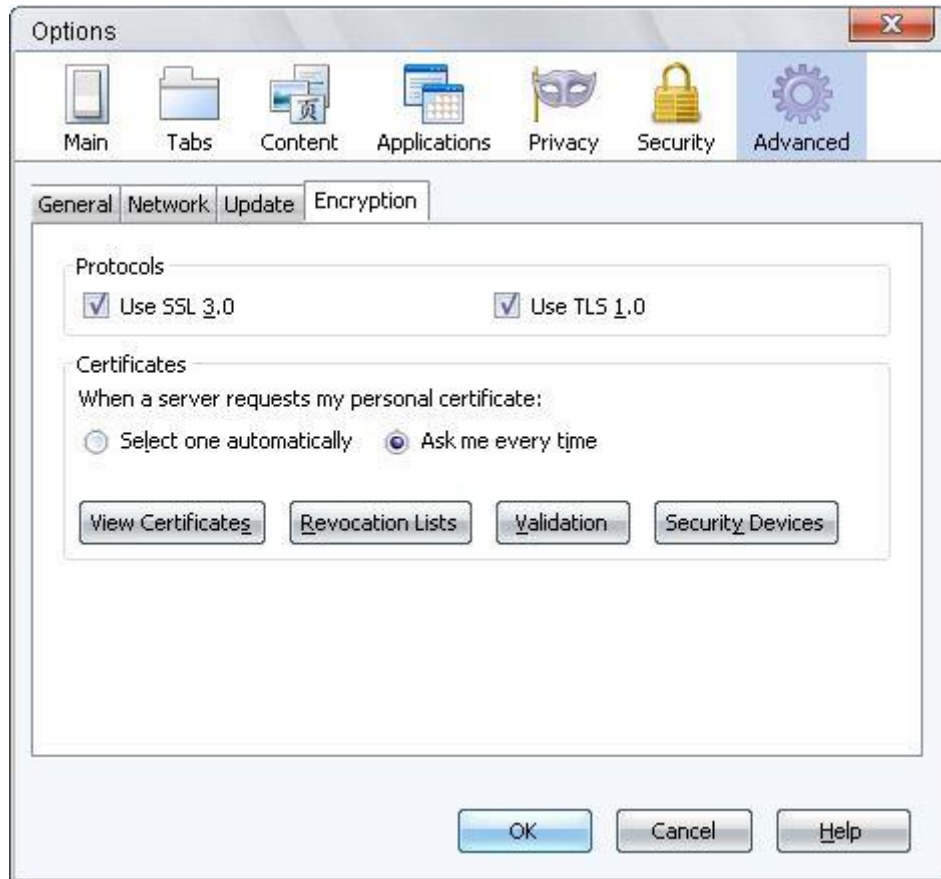 Options
Main Tabs Content Applications Privacy Security Advanced
页
General Network Update Encryption
Protocols
Use SSL 3.0 Use TLS 1.0
Certificates
When a server requests my personal certificate:
Select one automatically Ask me every time
View Certificates Revocation Lists Validation Security Devices
OK Cancel Help